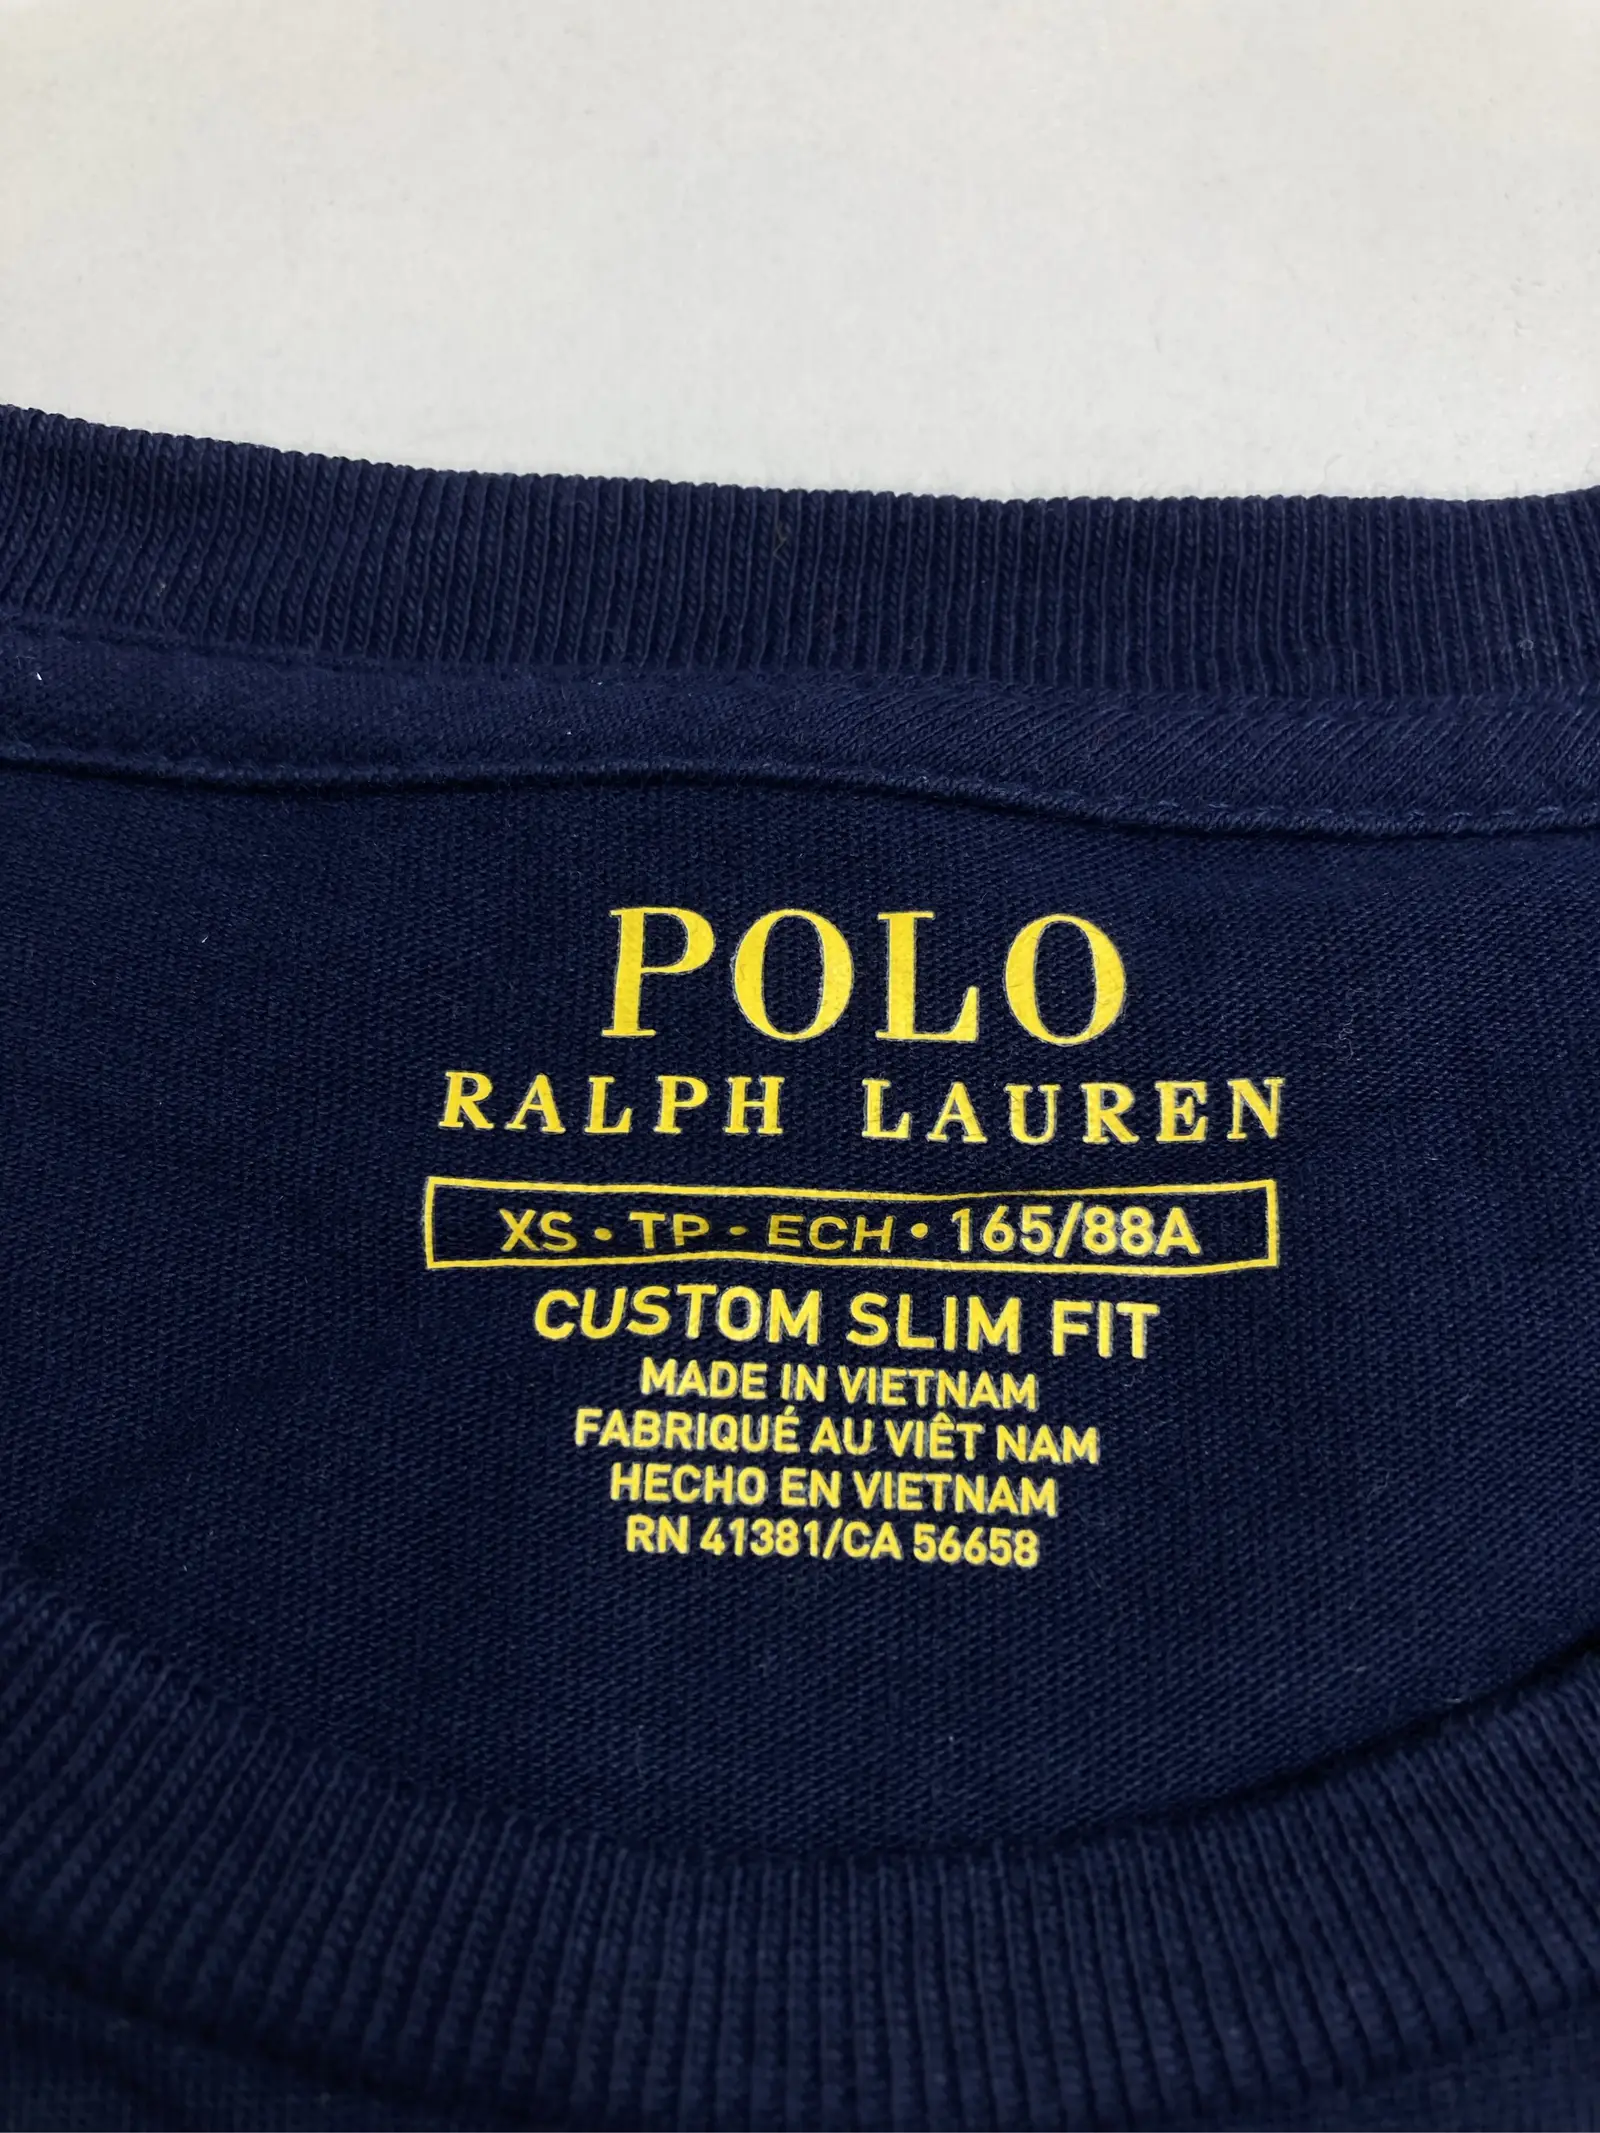 POLO
RALPH LAUREN
XS • TP • ECH • 165/88A
CUSTOM SLIM FIT
MADE IN VIETNAM
FABRIQUÉ AU VIÊT NAM
HECHO EN VIETNAM
RN 41381/CA 56658